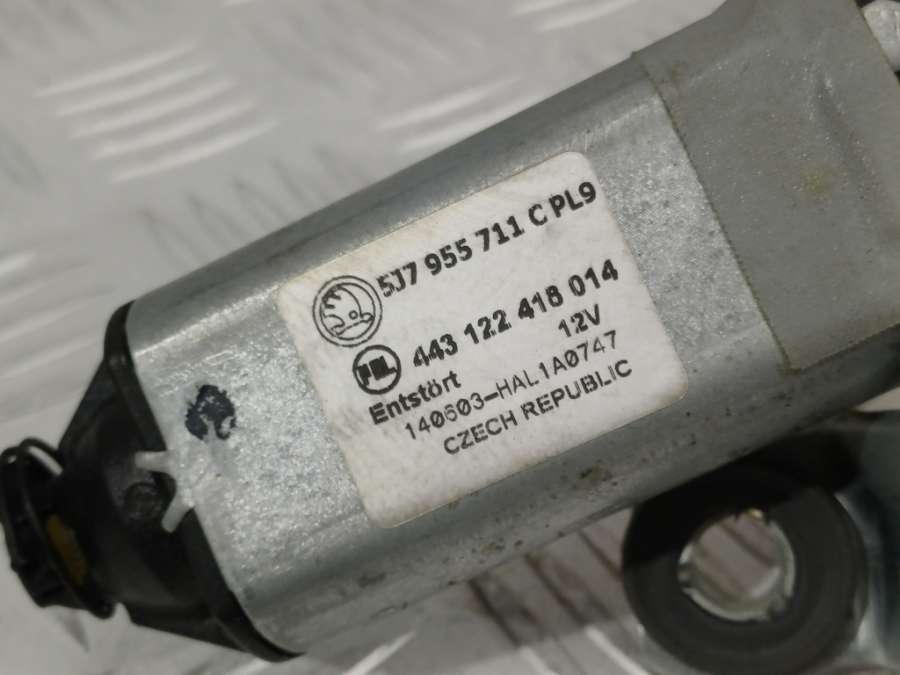 5J7 955 711 C PL9
443 122 418 014
12V
Entstört
140603-HAL1A0747
CZECH REPUBLIC